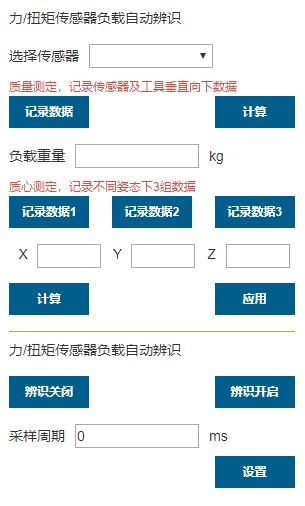 力/扭矩传感器负载自动辨识
选择传感器
质量测定，记录传感器及工具垂直向下数据
记录数据 计算
负载重量 kg
质心测定，记录不同姿态下3组数据
记录数据1 记录数据2 记录数据3
X Y Z
计算 应用
力/扭矩传感器负载自动辨识
辨识关闭 辨识开启
采样周期 0 ms
设置